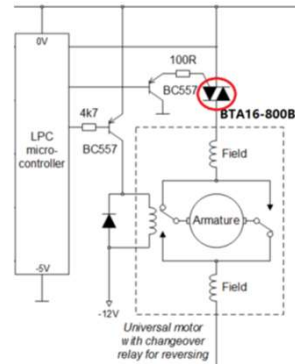 0V
100R
BC557
BTA16-800B
4k7
BC557
LPC
micro-
controller
Field
Armature
-5V
-12V
Field
Universal motor
with changeover
relay for reversing